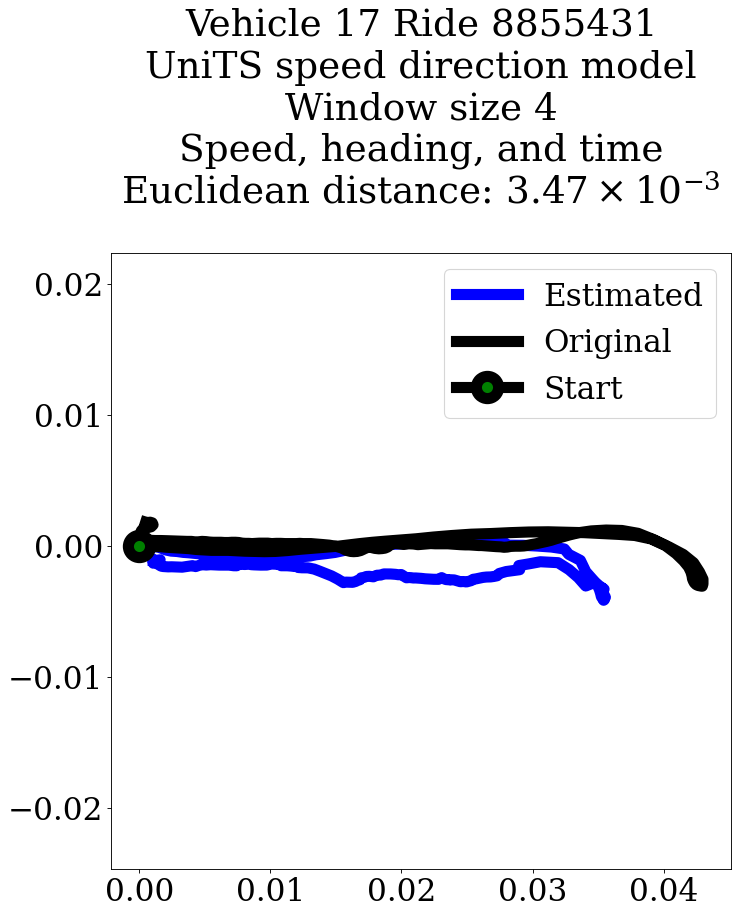 Vehicle 17 Ride 8855431
UniTS speed direction model
Window size 4
Speed, heading, and time
Euclidean distance: 3.47 × 10⁻³
Estimated
Original
Start
0.02
0.01
0.00
−0.01
−0.02
0.00 0.01 0.02 0.03 0.04